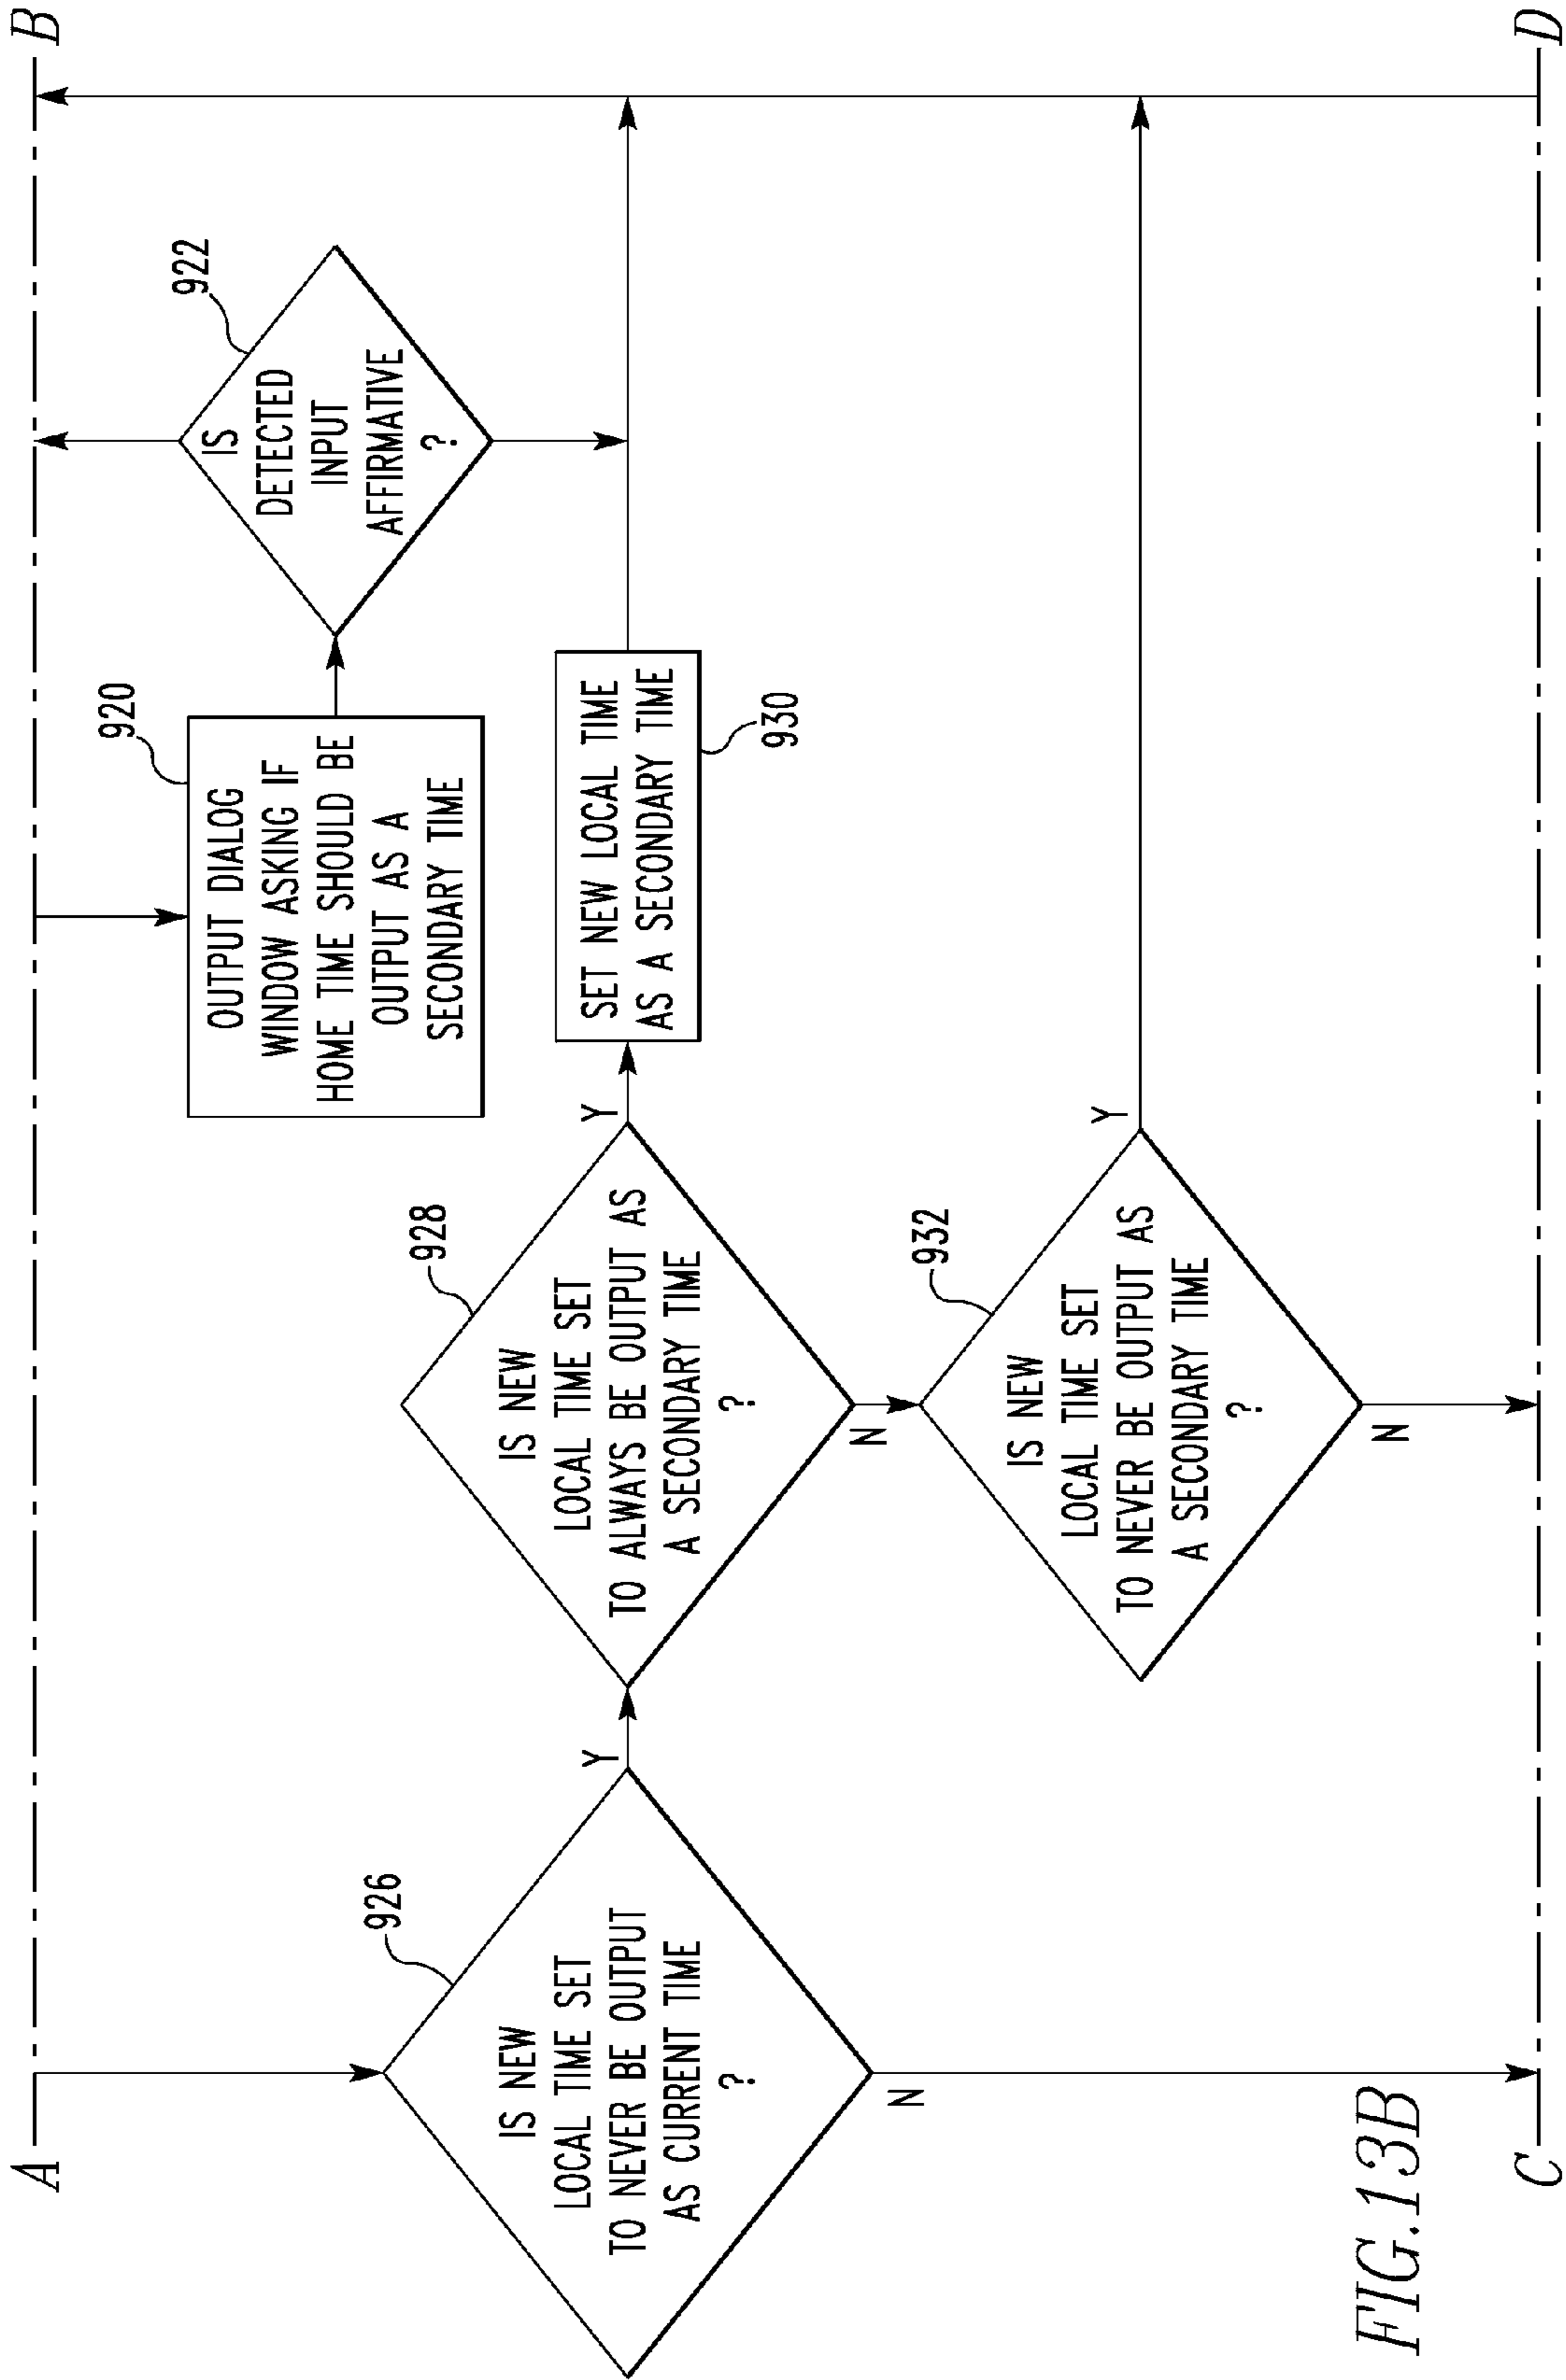 A
B
920
OUTPUT DIALOG
WINDOW ASKING IF
HOME TIME SHOULD BE
OUTPUT AS A
SECONDARY TIME
922
IS
DETECTED
INPUT
AFFIRMATIVE
?
926
IS NEW
LOCAL TIME SET
TO NEVER BE OUTPUT
AS CURRENT TIME
?
Y
N
928
IS NEW
LOCAL TIME SET
TO ALWAYS BE OUTPUT AS
A SECONDARY TIME
?
Y
N
SET NEW LOCAL TIME
AS A SECONDARY TIME
930
932
IS NEW
LOCAL TIME SET
TO NEVER BE OUTPUT AS
A SECONDARY TIME
?
Y
N
FIG.13B
C
D